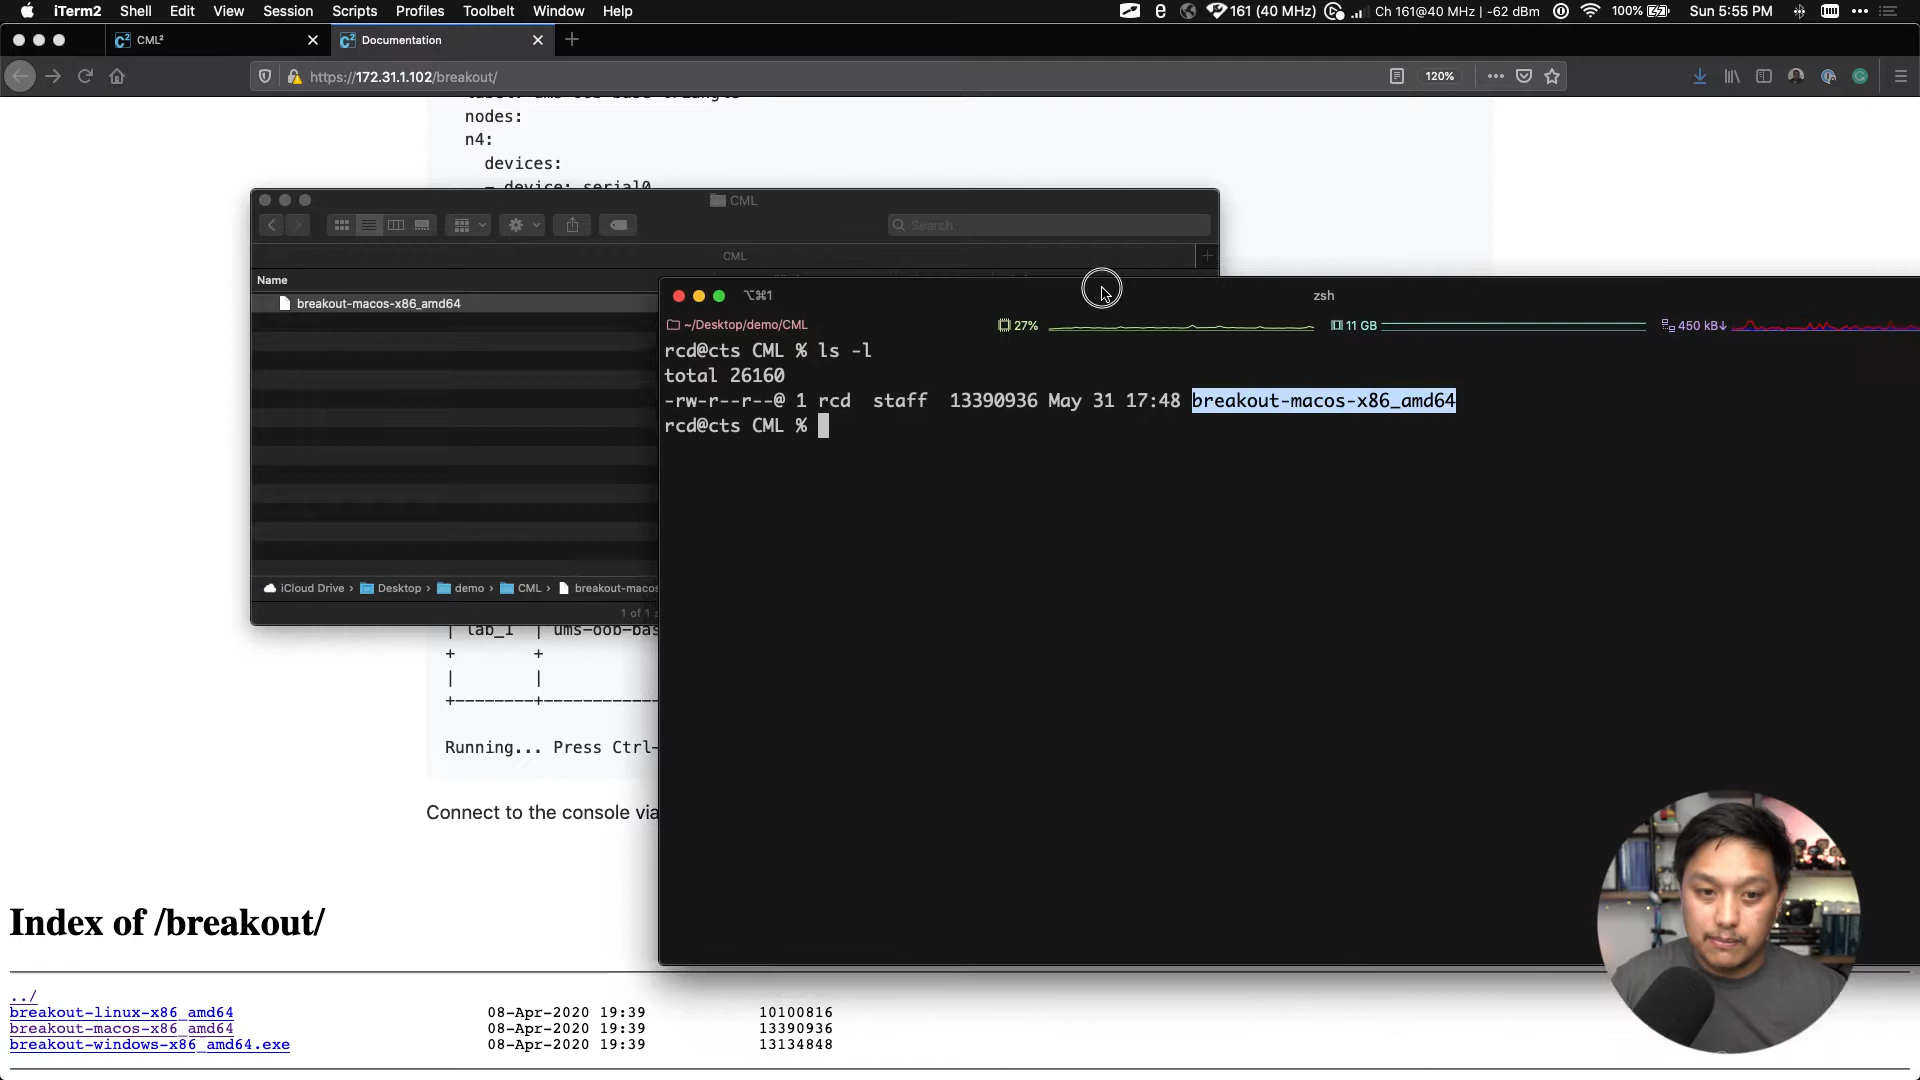 iTerm2 Shell Edit View Session Scripts Profiles Toolbelt Window Help 161 (40 MHz) Ch 161@40 MHz | -62 dBm 100% Sun 5:55 PM
CML² Documentation
https://172.31.1.102/breakout/ 120%
nodes:
n4:
devices:
- device: serial0
CML
Search
CML
Name
breakout-macos-x86_amd64
iCloud Drive › Desktop › demo › CML › breakout-macos
1 of 1
⌥⌘1 zsh
~/Desktop/demo/CML 27% 11 GB 450 kB↓
rcd@cts CML % ls -l
total 26160
-rw-r--r--@ 1 rcd staff 13390936 May 31 17:48 breakout-macos-x86_amd64
rcd@cts CML %
| lab_1 | ums-oob-bas
+ +
| |
+--------+------------
Running... Press Ctrl-
Connect to the console via
Index of /breakout/
../
breakout-linux-x86_amd64 08-Apr-2020 19:39 10100816
breakout-macos-x86_amd64 08-Apr-2020 19:39 13390936
breakout-windows-x86_amd64.exe 08-Apr-2020 19:39 13134848